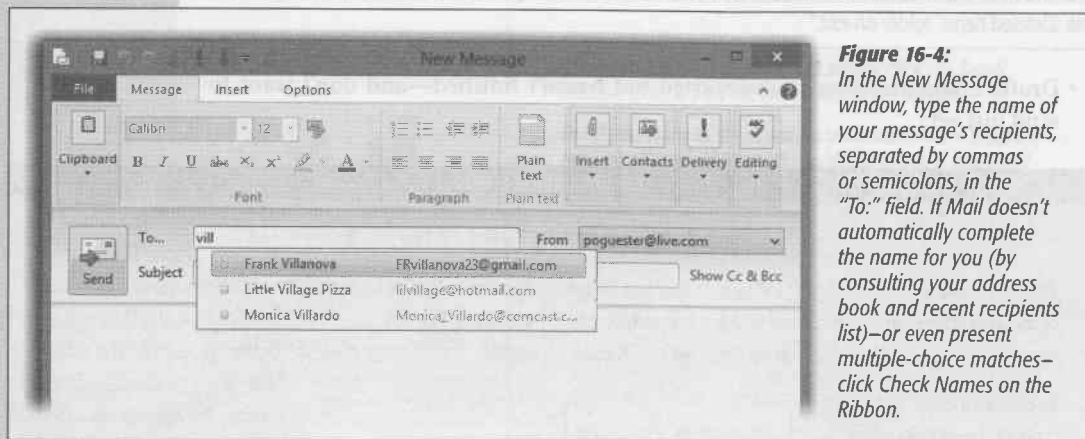 New Message
File Message Insert Options
Calibri 12
Clipboard B I U abc X₂ X² A Plain text Insert Contacts Delivery Editing
Font Paragraph Plain text
To... vill From poguester@live.com
Send Subject Show Cc & Bcc
Frank Villanova FRvillanova23@gmail.com
Little Village Pizza lilvillage@hotmail.com
Monica Villardo Monica_Villardo@comcast.c...
Figure 16-4:
In the New Message
window, type the name of
your message's recipients,
separated by commas
or semicolons, in the
"To:" field. If Mail doesn't
automatically complete
the name for you (by
consulting your address
book and recent recipients
list)—or even present
multiple-choice matches—
click Check Names on the
Ribbon.